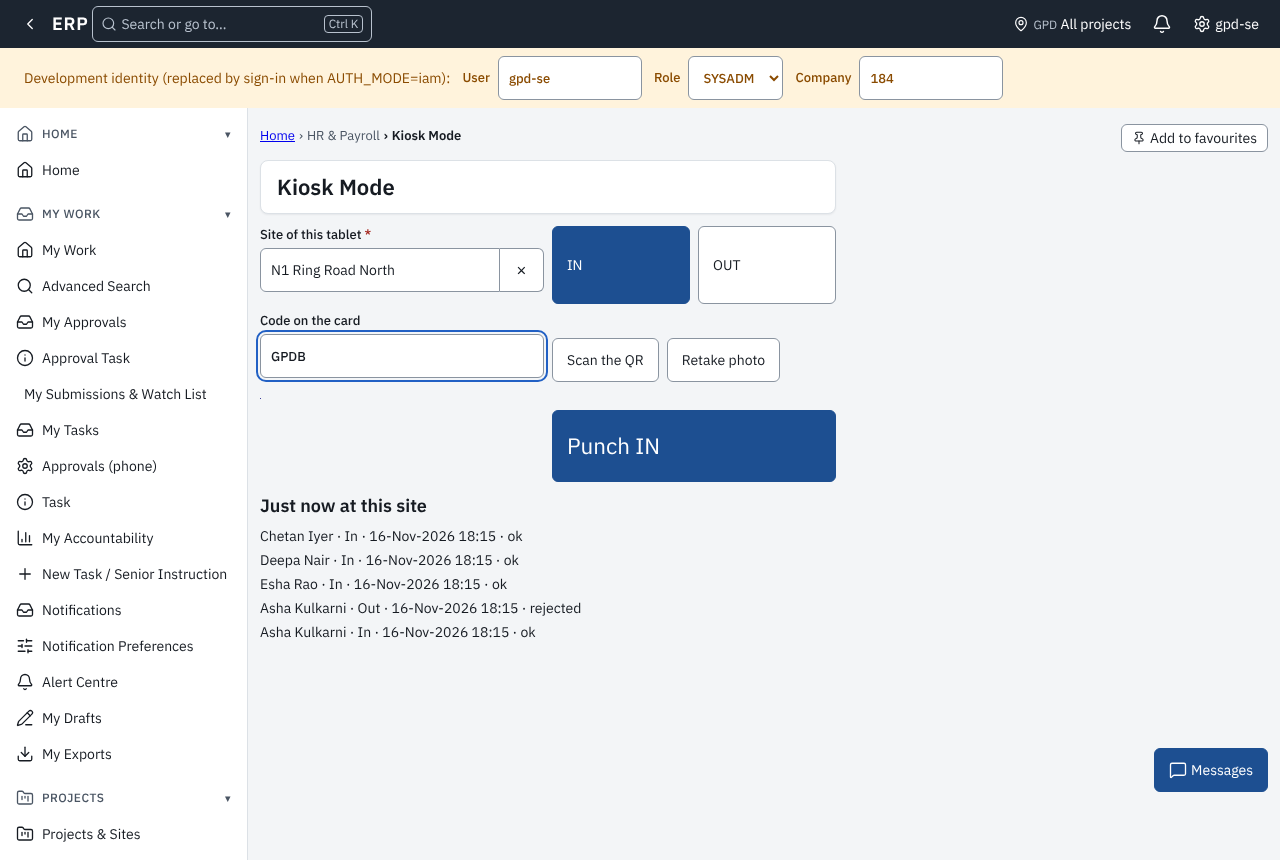 ERP
Search or go to...
Ctrl K
GPD All projects
gpd-se
Development identity (replaced by sign-in when AUTH_MODE=iam):
User
gpd-se
Role
SYSADM
Company
184
HOME
Home
MY WORK
My Work
Advanced Search
My Approvals
Approval Task
My Submissions & Watch List
My Tasks
Approvals (phone)
Task
My Accountability
New Task / Senior Instruction
Notifications
Notification Preferences
Alert Centre
My Drafts
My Exports
PROJECTS
Projects & Sites
Home › HR & Payroll › Kiosk Mode
Add to favourites
Kiosk Mode
Site of this tablet *
N1 Ring Road North
×
IN
OUT
Code on the card
GPDB
Scan the QR
Retake photo
Punch IN
Just now at this site
Chetan Iyer · In · 16-Nov-2026 18:15 · ok
Deepa Nair · In · 16-Nov-2026 18:15 · ok
Esha Rao · In · 16-Nov-2026 18:15 · ok
Asha Kulkarni · Out · 16-Nov-2026 18:15 · rejected
Asha Kulkarni · In · 16-Nov-2026 18:15 · ok
Messages